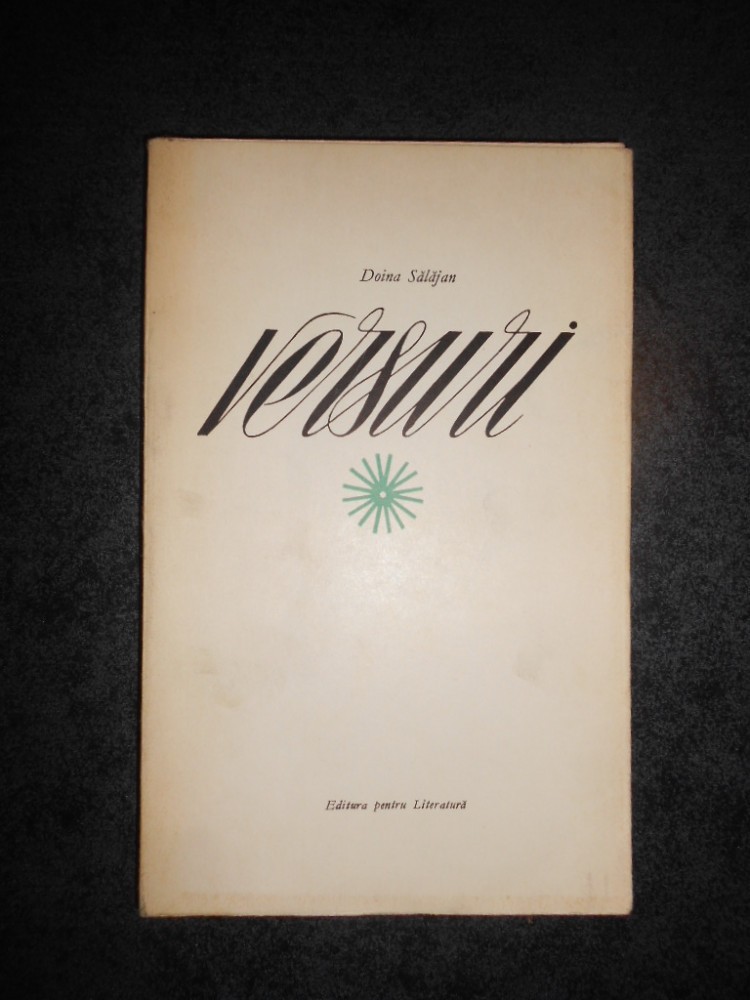 Doina Sălăjan
versuri
Editura pentru Literatură